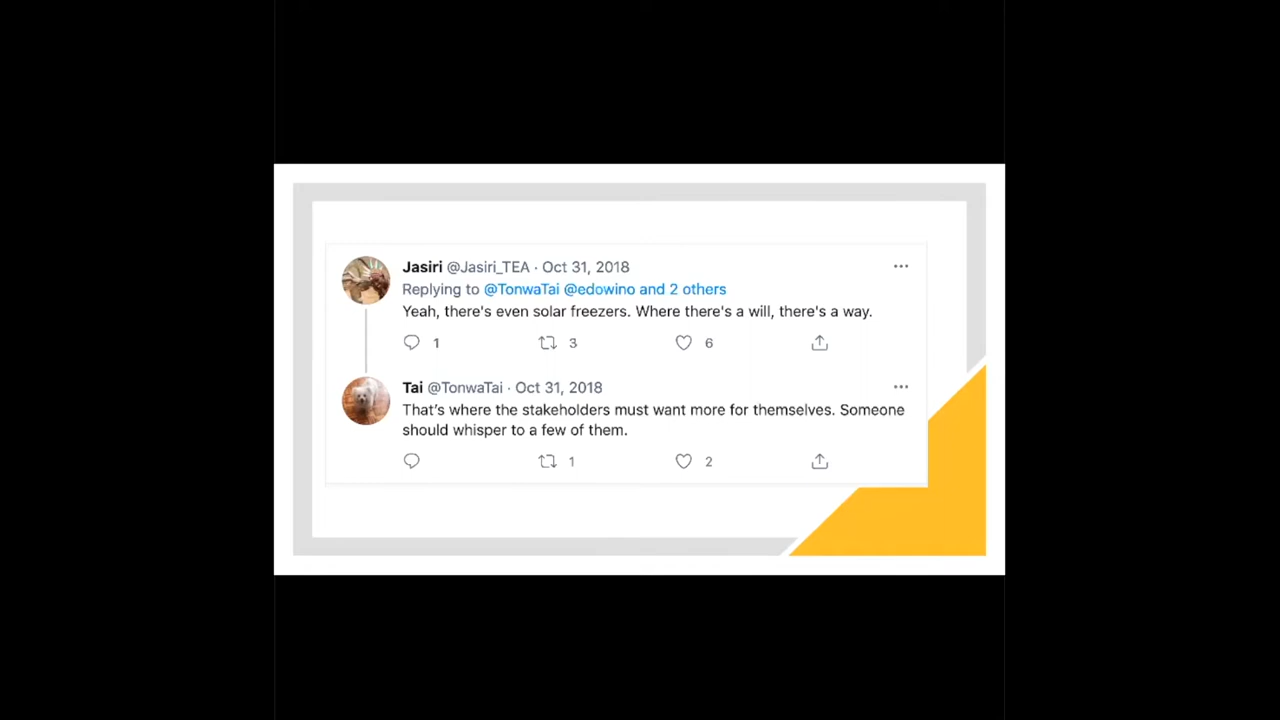 Jasiri @Jasiri_TEA · Oct 31, 2018
Replying to @TonwaTai @edowino and 2 others
Yeah, there's even solar freezers. Where there's a will, there's a way.
1 3 6
Tai @TonwaTai · Oct 31, 2018
That's where the stakeholders must want more for themselves. Someone
should whisper to a few of them.
1 2